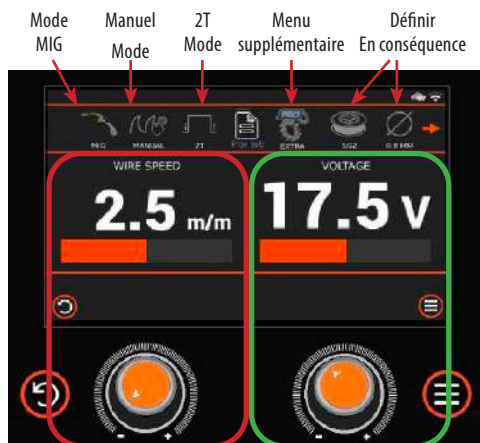 Mode
MIG
Manuel
Mode
2T
Mode
Menu
supplémentaire
Définir
En conséquence
MIG
MANUAL
2T
PRO
EXTRA
SG2
0.8 MM
WIRE SPEED
2.5 m/m
VOLTAGE
17.5 V
- +
- +